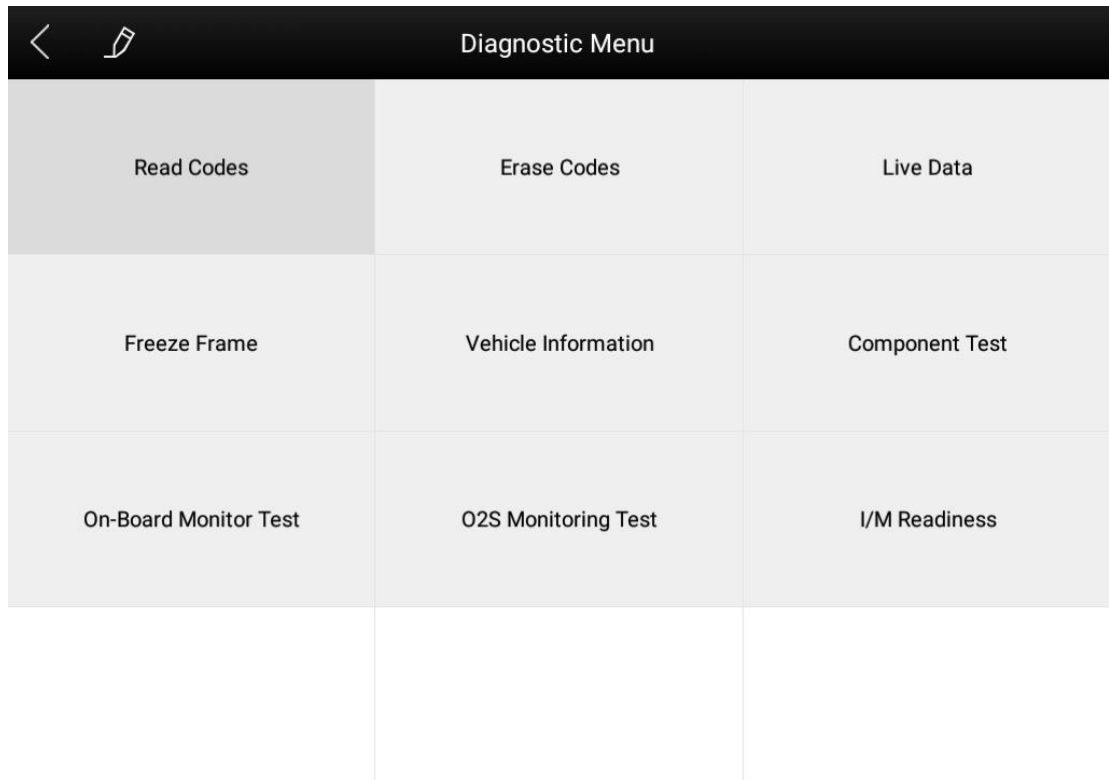 Diagnostic Menu
Read Codes
Erase Codes
Live Data
Freeze Frame
Vehicle Information
Component Test
On-Board Monitor Test
O2S Monitoring Test
I/M Readiness